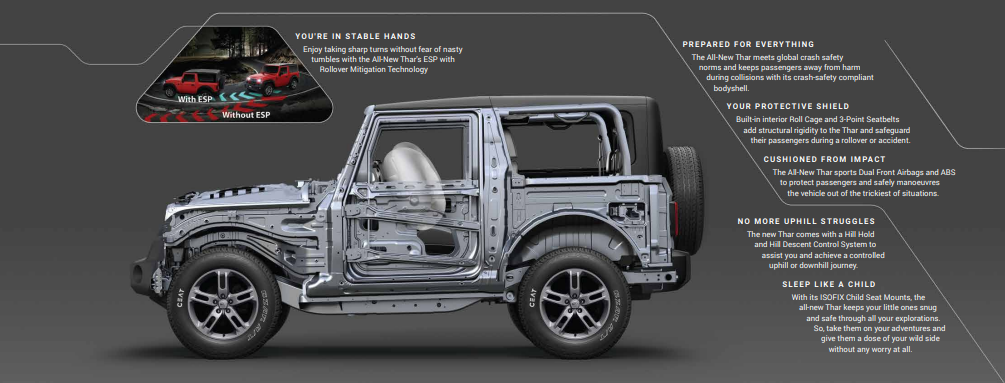 YOU'RE IN STABLE HANDS
Enjoy taking sharp turns without fear of nasty
tumbles with the All-New Thar's ESP with
Rollover Mitigation Technology
With ESP
Without ESP
PREPARED FOR EVERYTHING
The All-New Thar meets global crash safety
norms and keeps passengers away from harm
during collisions with its crash-safety compliant
bodyshell.
YOUR PROTECTIVE SHIELD
Built-in interior Roll Cage and 3-Point Seatbelts
add structural rigidity to the Thar and safeguard
their passengers during a rollover or accident.
CUSHIONED FROM IMPACT
The All-New Thar sports Dual Front Airbags and ABS
to protect passengers and safely manoeuvres
the vehicle out of the trickiest of situations.
NO MORE UPHILL STRUGGLES
The new Thar comes with a Hill Hold
and Hill Descent Control System to
assist you and achieve a controlled
uphill or downhill journey.
SLEEP LIKE A CHILD
With its ISOFIX Child Seat Mounts, the
all-new Thar keeps your little ones snug
and safe through all your explorations.
So, take them on your adventures and
give them a dose of your wild side
without any worry at all.
CEAT
CEAT